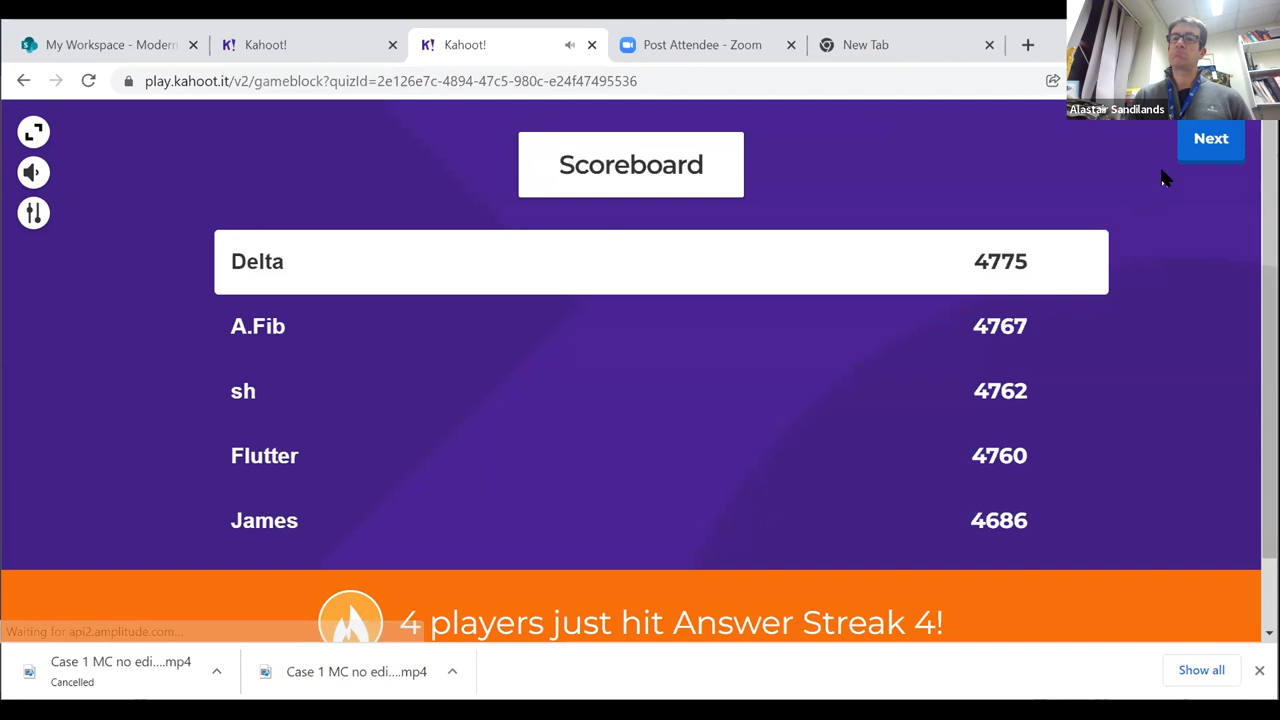 My Workspace - Modern
K! Kahoot!
K! Kahoot!
Post Attendee - Zoom
New Tab
play.kahoot.it/v2/gameblock?quizId=2e126e7c-4894-47c5-980c-e24f47495536
Alastair Sandilands
Next
Scoreboard
Delta 4775
A.Fib 4767
sh 4762
Flutter 4760
James 4686
4 players just hit Answer Streak 4!
Waiting for api2.amplitude.com...
Case 1 MC no edi....mp4
Cancelled
Case 1 MC no edi....mp4
Show all